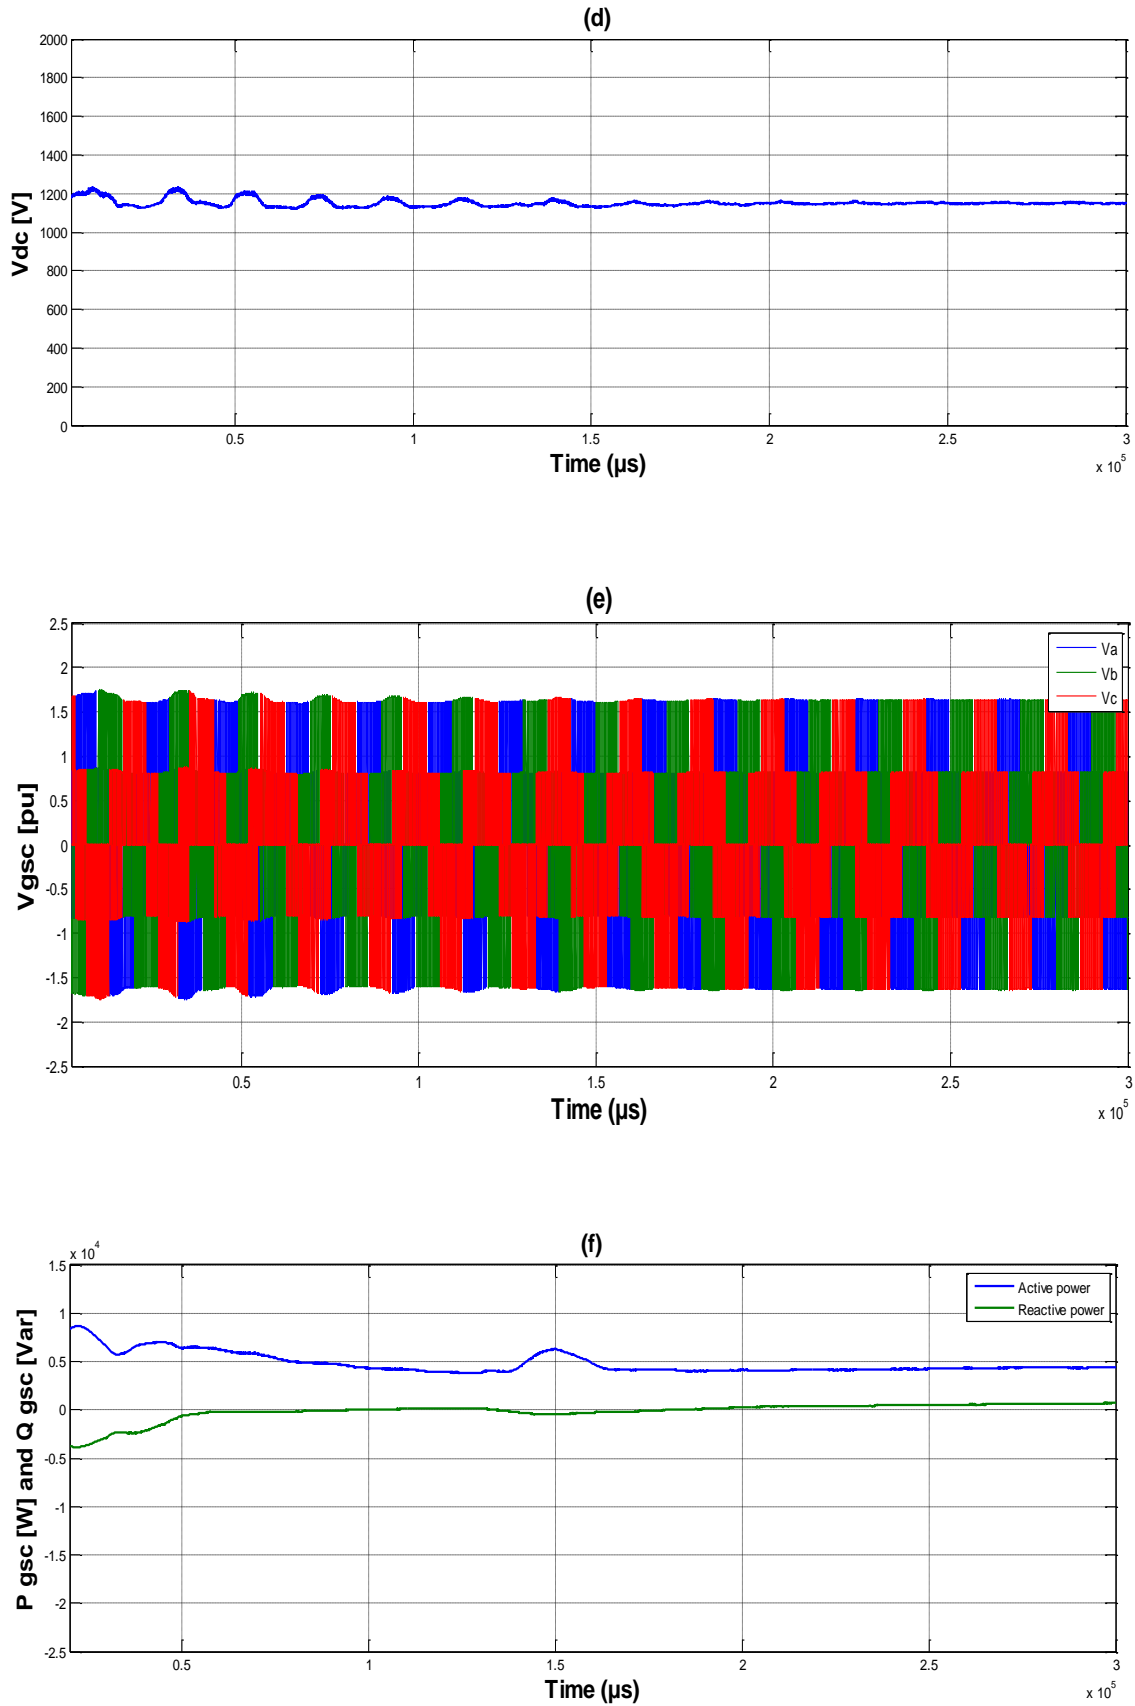 (d)
2000
1800
1600
1400
1200
1000
800
600
400
200
0
Vdc [V]
0.5 1 1.5 2 2.5 3
Time (µs)
x 10^5
(e)
2.5
2
1.5
1
0.5
0
-0.5
-1
-1.5
-2
-2.5
Vgsc [pu]
Va
Vb
Vc
0.5 1 1.5 2 2.5 3
Time (µs)
x 10^5
(f)
x 10^4
1.5
1
0.5
0
-0.5
-1
-1.5
-2
-2.5
P gsc [W] and Q gsc [Var]
Active power
Reactive power
0.5 1 1.5 2 2.5 3
Time (µs)
x 10^5